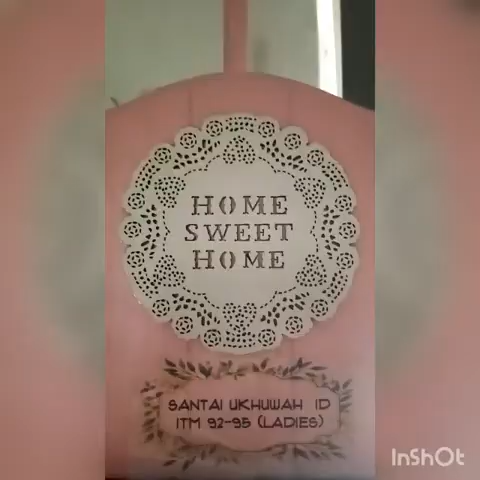 HOME
SWEET
HOME
SANTAI UKHUWAH ID
ITM 92-95 (LADIES)
InShOt